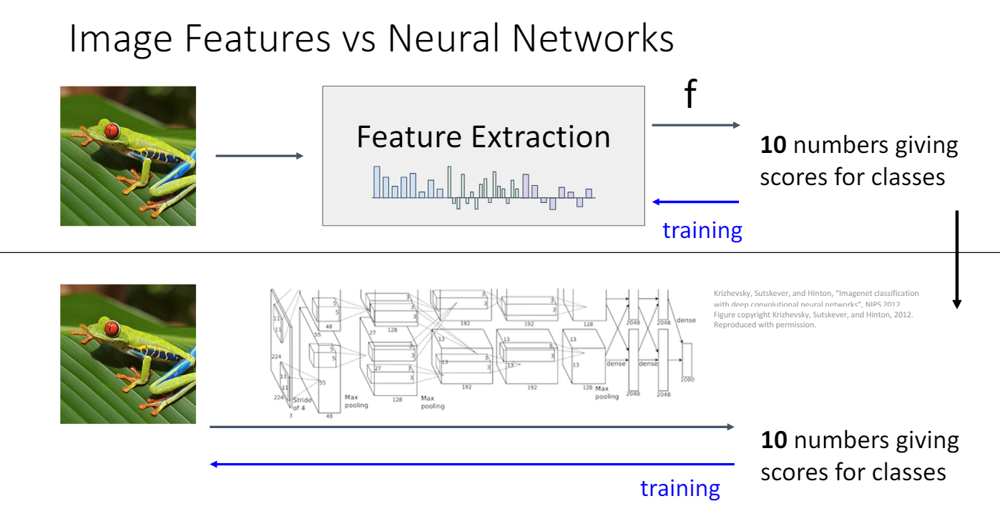 Image Features vs Neural Networks
f
Feature Extraction
10 numbers giving
scores for classes
training
Krizhevsky, Sutskever, and Hinton, "Imagenet classification
with deep convolutional neural networks", NIPS 2012.
Figure copyright Krizhevsky, Sutskever, and Hinton, 2012.
Reproduced with permission.
11
11
224
5
5
48
55
27
128
3
3
3
192
3
3
192
128
2048
2048
dense
5
5
55
27
3
3
3
13
13
3
3
13
13
3
3
13
13
dense
dense
1000
224
11
11
Stride
of 4
3
48
Max
pooling
128
Max
pooling
192
192
128
Max
pooling
2048
2048
10 numbers giving
scores for classes
training